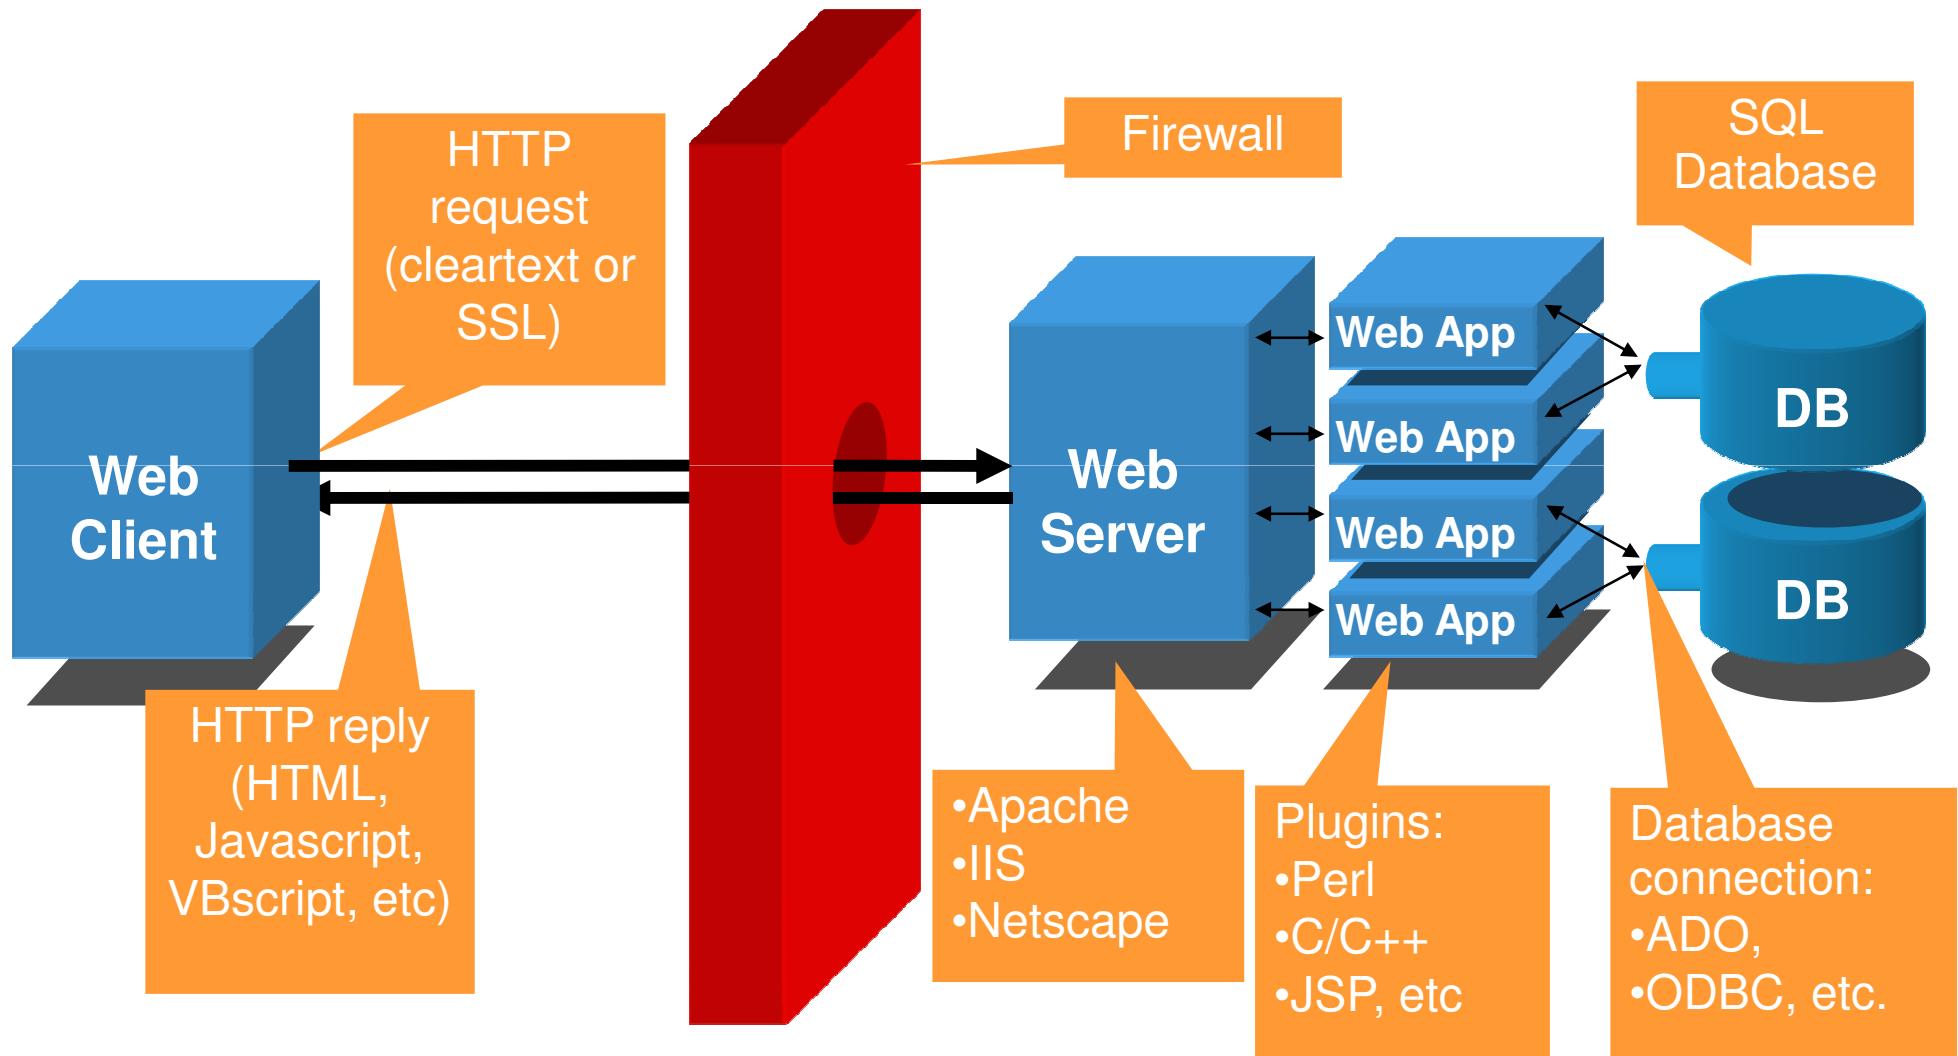 HTTP
request
(cleartext or
SSL)
Firewall
SQL
Database
Web
Client
Web
Server
Web App
Web App
Web App
Web App
DB
DB
HTTP reply
(HTML,
Javascript,
VBscript, etc)
•Apache
•IIS
•Netscape
Plugins:
•Perl
•C/C++
•JSP, etc
Database
connection:
•ADO,
•ODBC, etc.